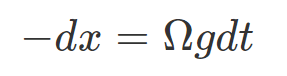 −dx = Ωgdt